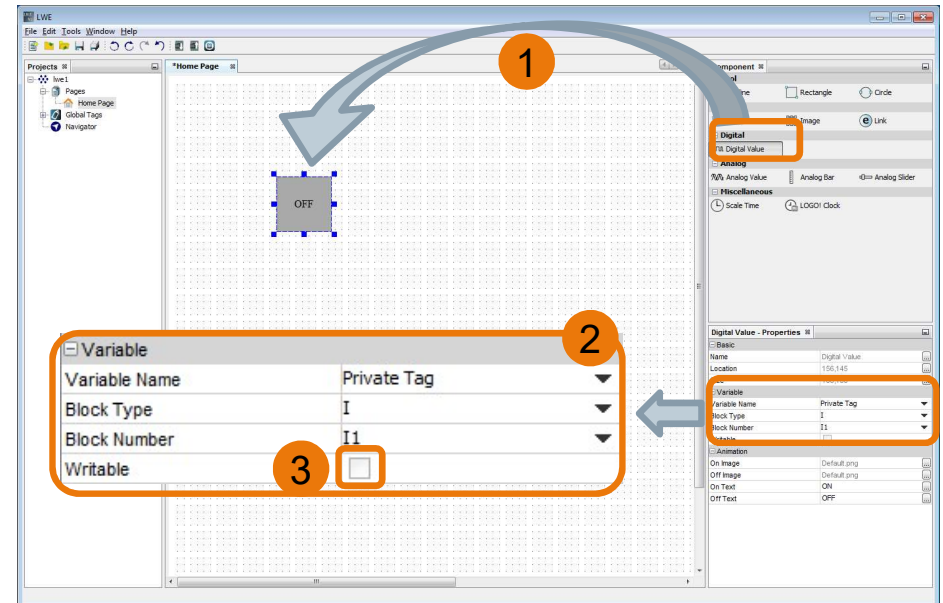 LWE
File Edit Tools Window Help
Projects
lwe1
Pages
Home Page
Global Tags
Navigator
*Home Page
1
OFF
Component
Rectangle
Circle
Image
Link
Digital
Digital Value
Analog
Analog Value
Analog Bar
Analog Slider
Miscellaneous
Scale Time
LOGO! Clock
2
Variable
Variable Name Private Tag
Block Type I
Block Number I1
Writable
3
Digital Value - Properties
Basic
Name Digital Value
Location 156,145
Variable
Variable Name Private Tag
Block Type I
Block Number I1
Animation
On Image Default.png
Off Image Default.png
On Text ON
Off Text OFF